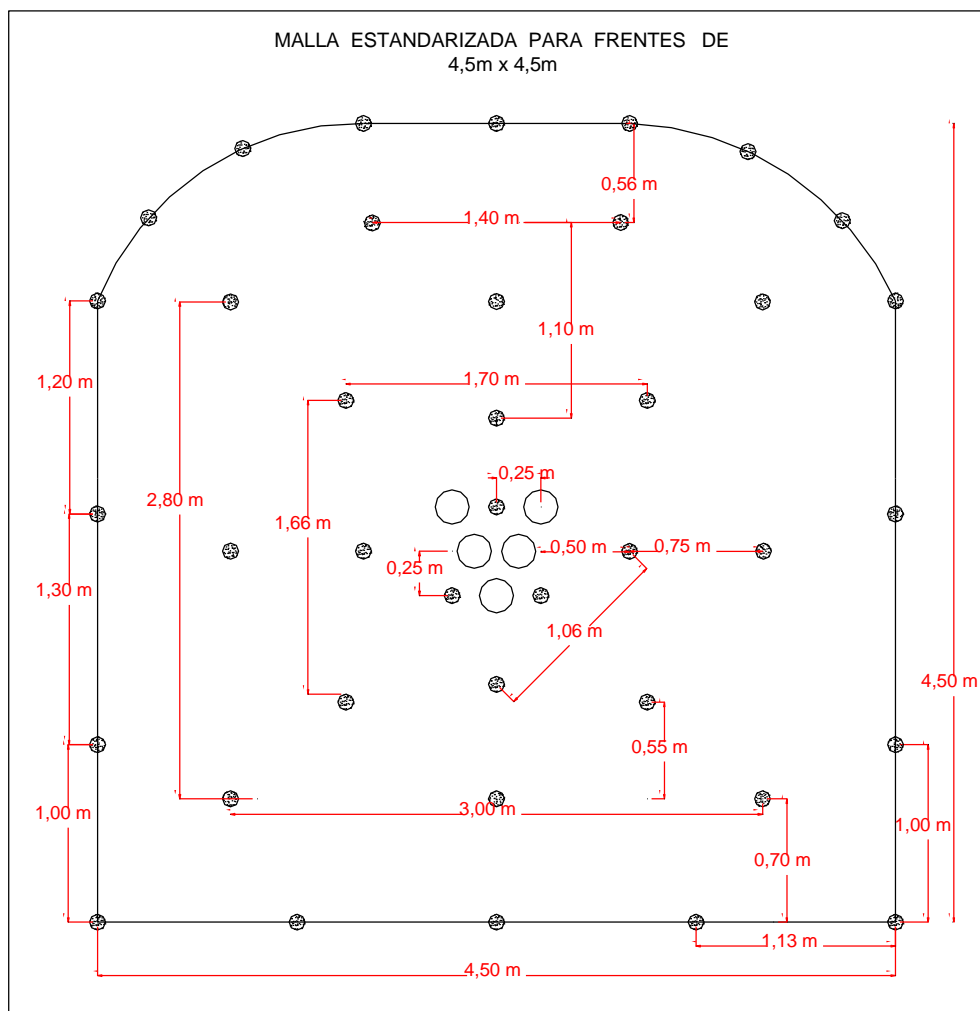 MALLA ESTANDARIZADA PARA FRENTES DE
4,5m x 4,5m
0,56 m
1,40 m
1,10 m
1,20 m
1,70 m
0,25 m
2,80 m
1,66 m
0,50 m
0,75 m
0,25 m
1,30 m
1,06 m
4,50 m
0,55 m
3,00 m
1,00 m
1,00 m
0,70 m
1,13 m
4,50 m